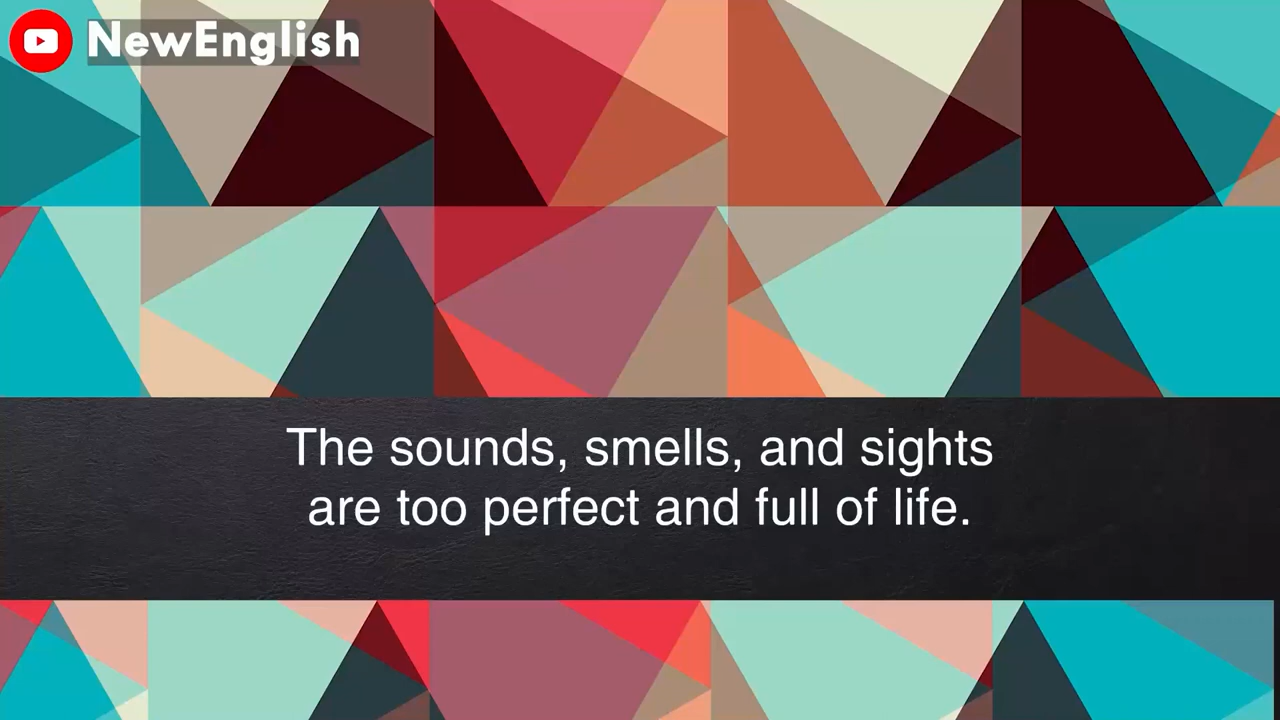 NewEnglish
The sounds, smells, and sights
are too perfect and full of life.